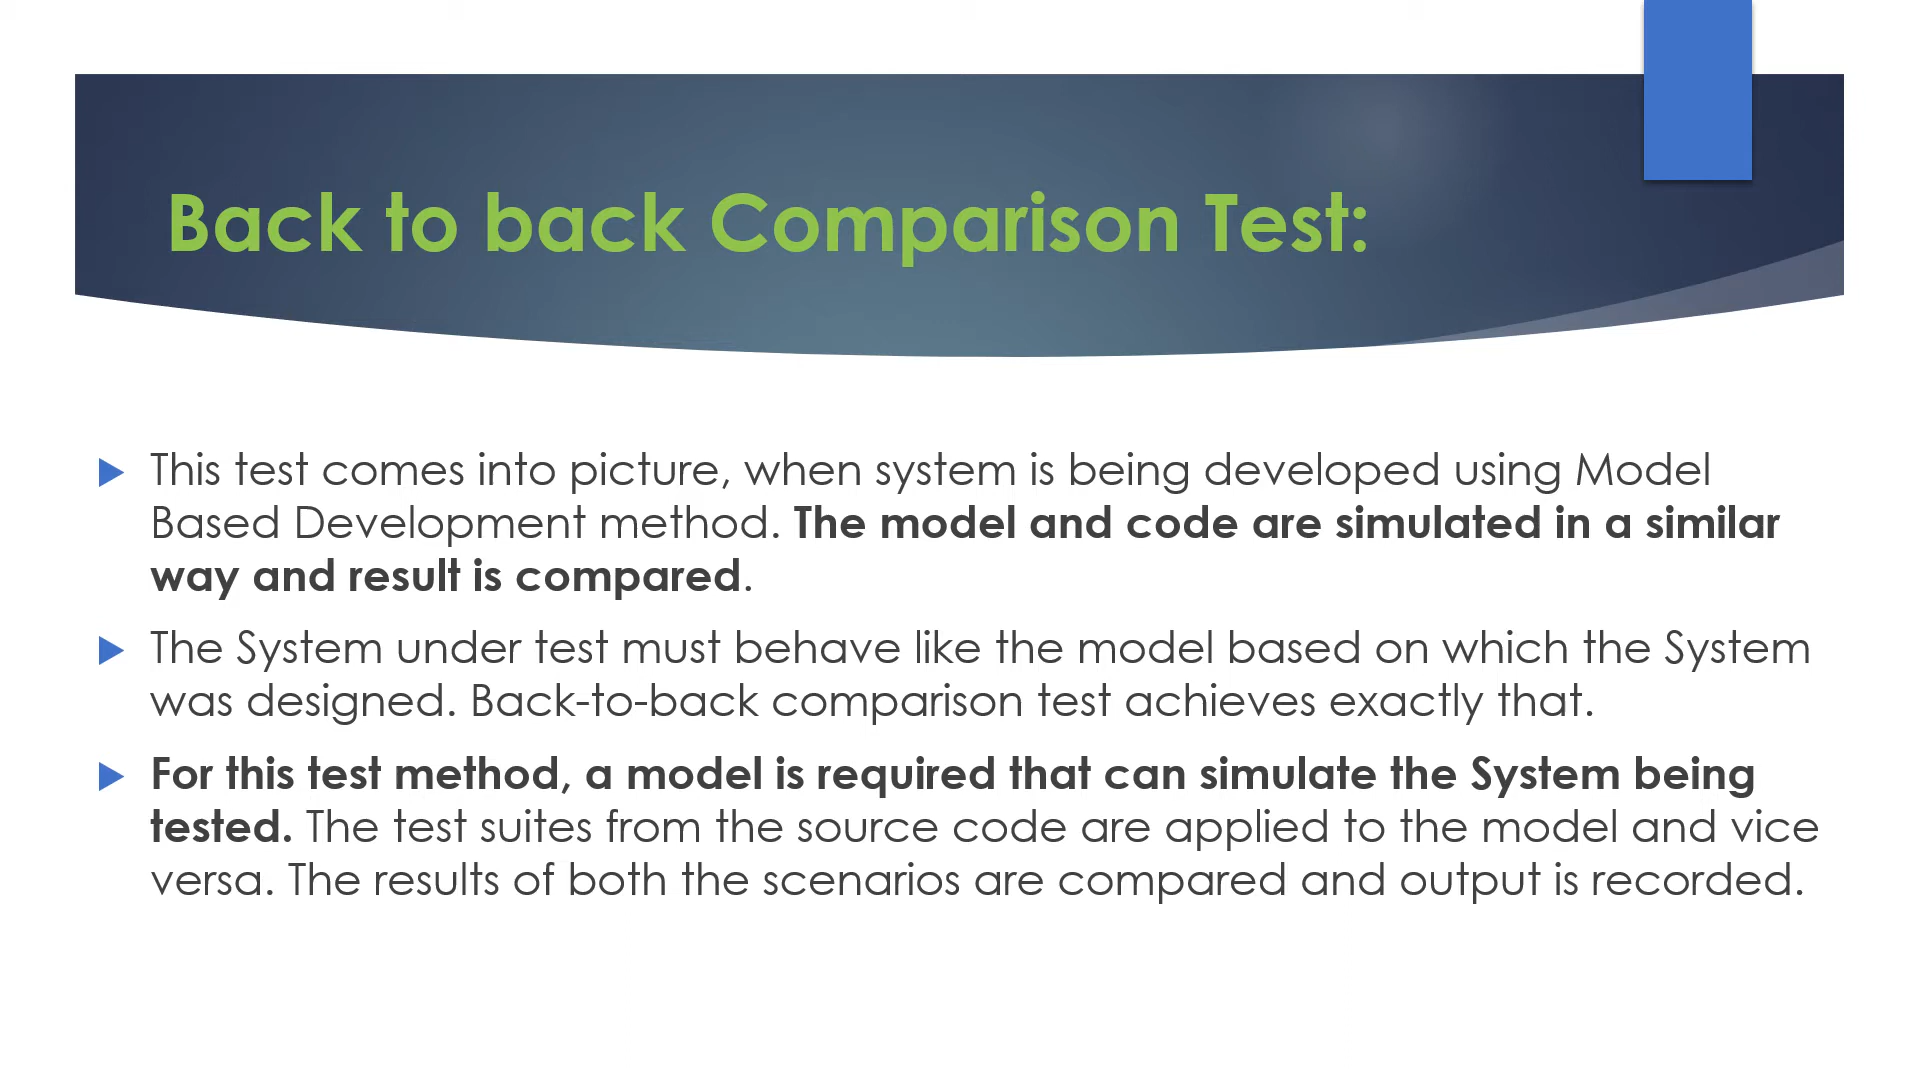 Back to back Comparison Test:
This test comes into picture, when system is being developed using Model
Based Development method. The model and code are simulated in a similar
way and result is compared.
The System under test must behave like the model based on which the System
was designed. Back-to-back comparison test achieves exactly that.
For this test method, a model is required that can simulate the System being
tested. The test suites from the source code are applied to the model and vice
versa. The results of both the scenarios are compared and output is recorded.